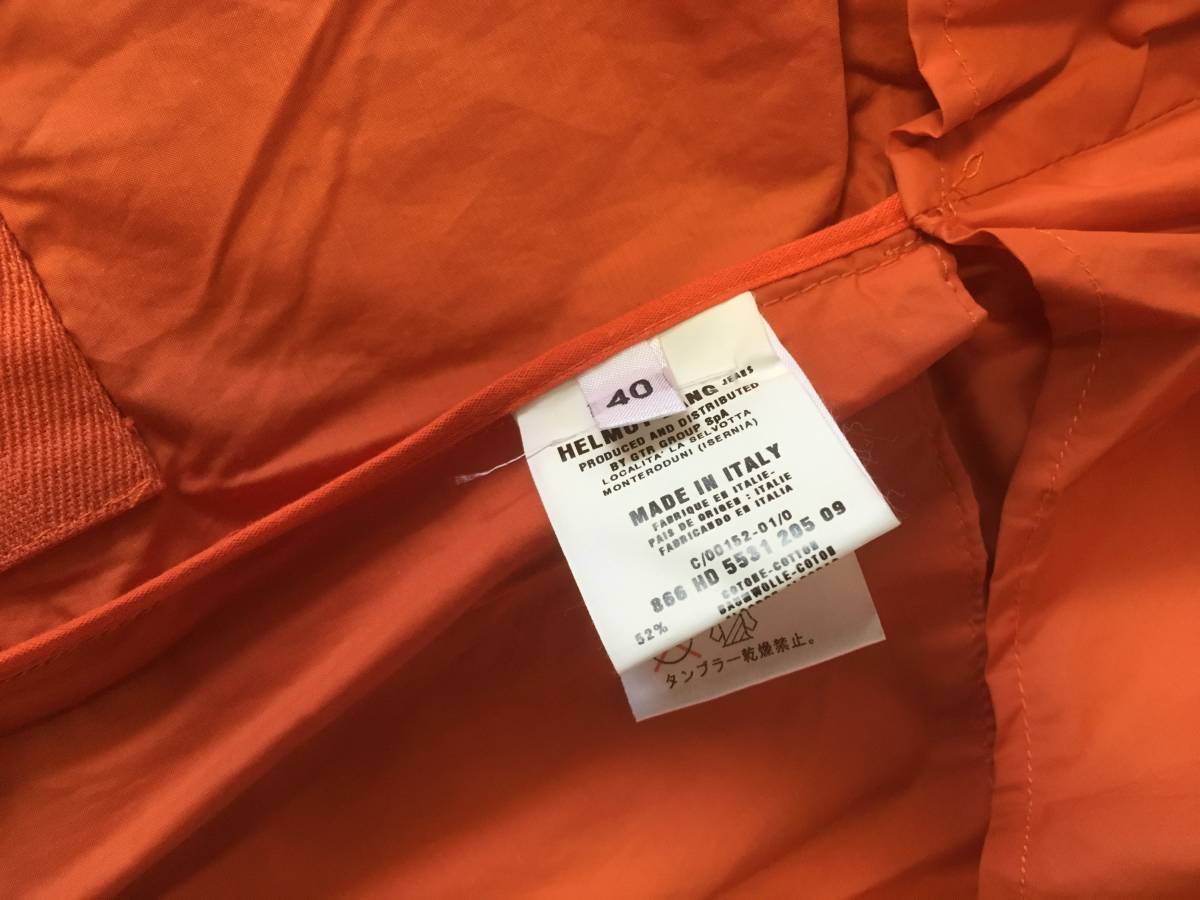 40
HELMUT LANG JEANS
PRODUCED AND DISTRIBUTED
BY GTR GROUP SpA
LOCALITA' LA SELVOTTA
MONTERODUNI (ISERNIA)
MADE IN ITALY
FABRIQUE EN ITALIE-
PAIS DE ORIGEN: ITALIE
FABRICANDO EN ITALIA
C/00152-01/0
866 HD 5531 205 09
COTONE-COTTON
52% BAUMWOLLE-COTON
タンブラー乾燥禁止。